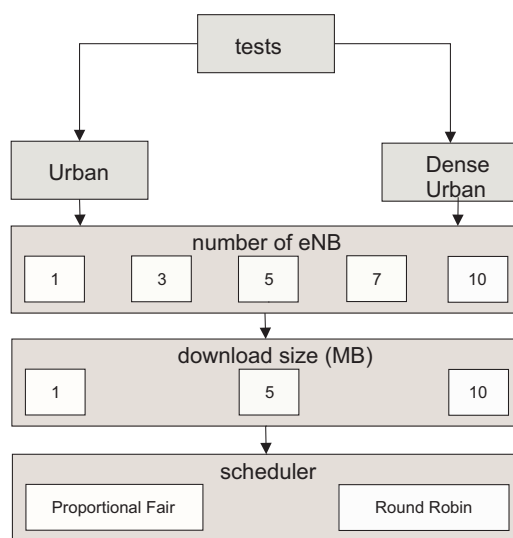 tests
Urban
Dense
Urban
number of eNB
1 3 5 7 10
download size (MB)
1 5 10
scheduler
Proportional Fair Round Robin